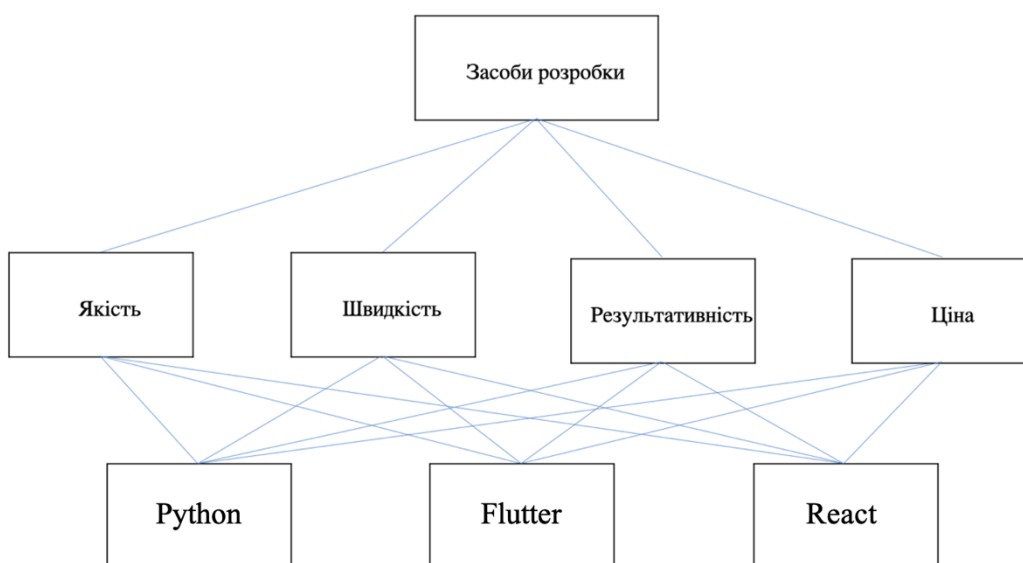 Засоби розробки
Якість
Швидкість
Результативність
Ціна
Python
Flutter
React